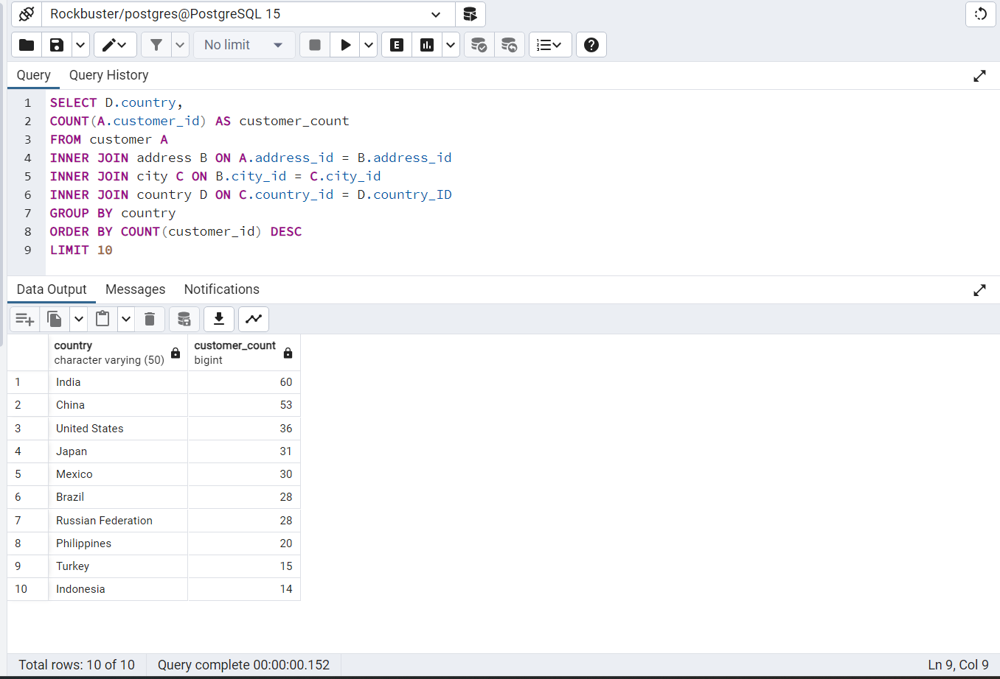 Rockbuster/postgres@PostgreSQL 15
No limit
E
Query Query History
1 SELECT D.country,
2 COUNT(A.customer_id) AS customer_count
3 FROM customer A
4 INNER JOIN address B ON A.address_id = B.address_id
5 INNER JOIN city C ON B.city_id = C.city_id
6 INNER JOIN country D ON C.country_id = D.country_ID
7 GROUP BY country
8 ORDER BY COUNT(customer_id) DESC
9 LIMIT 10
Data Output Messages Notifications
country customer_count
character varying (50) bigint
1 India 60
2 China 53
3 United States 36
4 Japan 31
5 Mexico 30
6 Brazil 28
7 Russian Federation 28
8 Philippines 20
9 Turkey 15
10 Indonesia 14
Total rows: 10 of 10 Query complete 00:00:00.152 Ln 9, Col 9